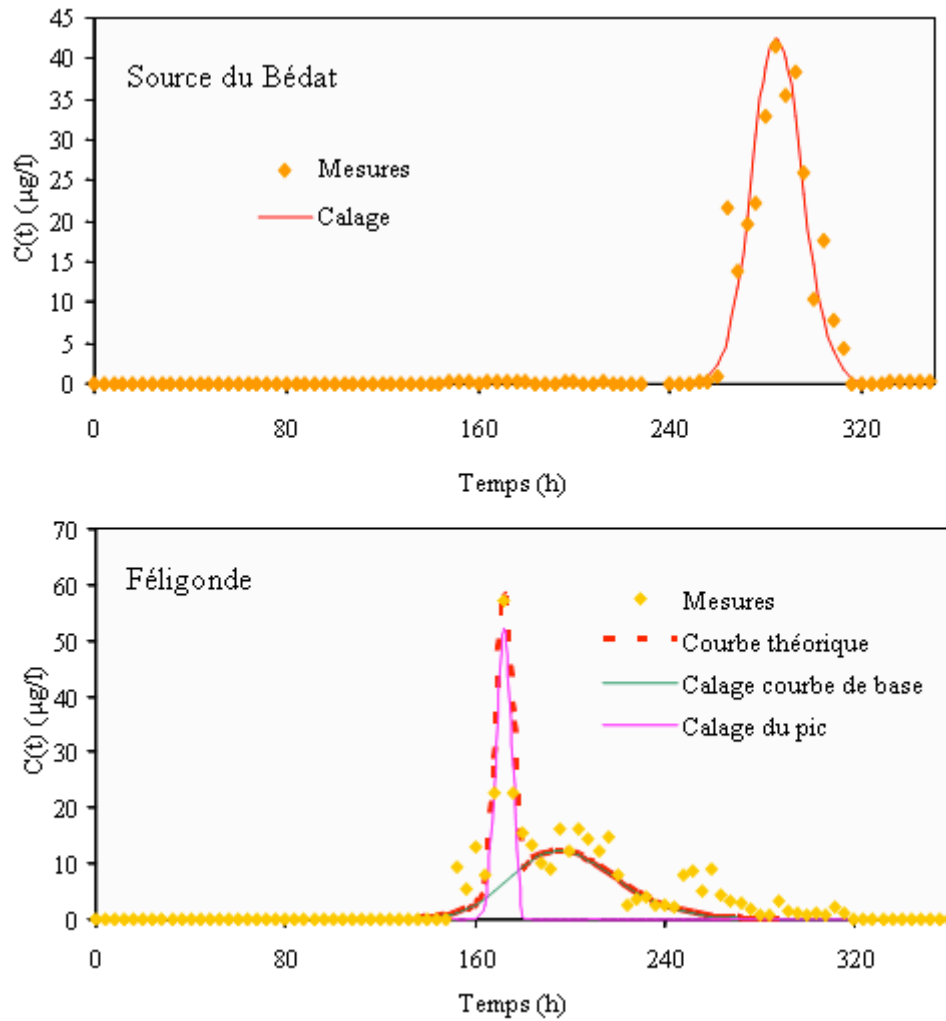 45
40
35
30
25
20
15
10
5
0
C(t) (µg/l)
Source du Bédat
Mesures
Calage
0 80 160 240 320
Temps (h)
70
60
50
40
30
20
10
0
C(t) (µg/l)
Féligonde
Mesures
Courbe théorique
Calage courbe de base
Calage du pic
0 80 160 240 320
Temps (h)